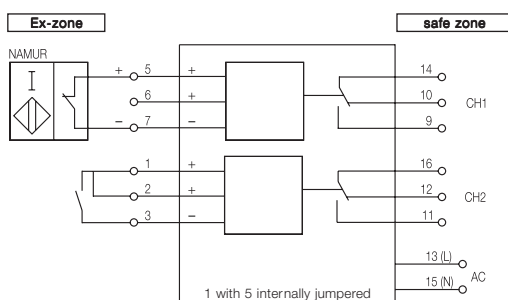 Ex-zone safe zone
NAMUR
I
+ 5 + 14
6 + 10 CH1
− 7 − 9
1 + 16
2 + 12 CH2
3 − 11
13 (L)
AC
15 (N)
1 with 5 internally jumpered